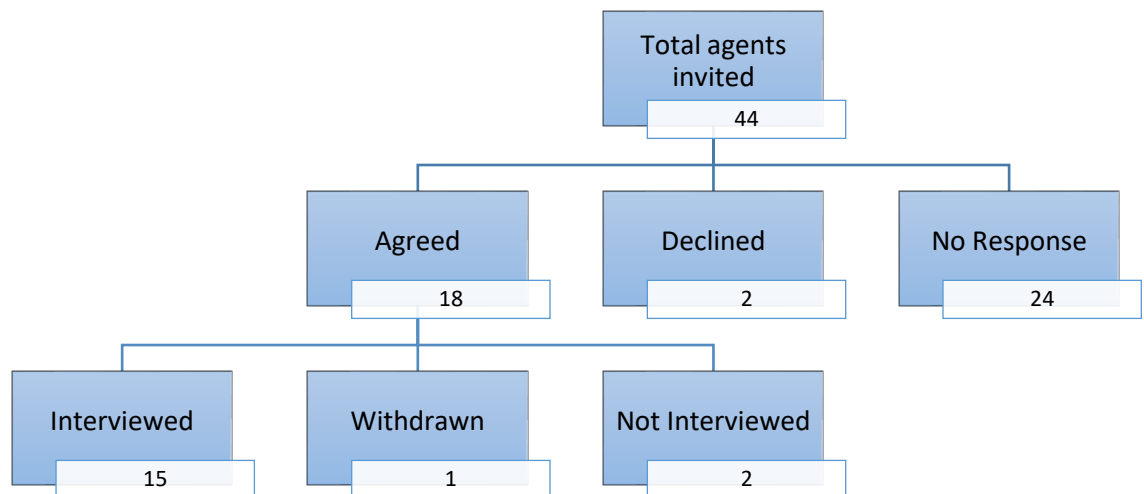 Total agents
invited
44
Agreed
18
Declined
2
No Response
24
Interviewed
15
Withdrawn
1
Not Interviewed
2